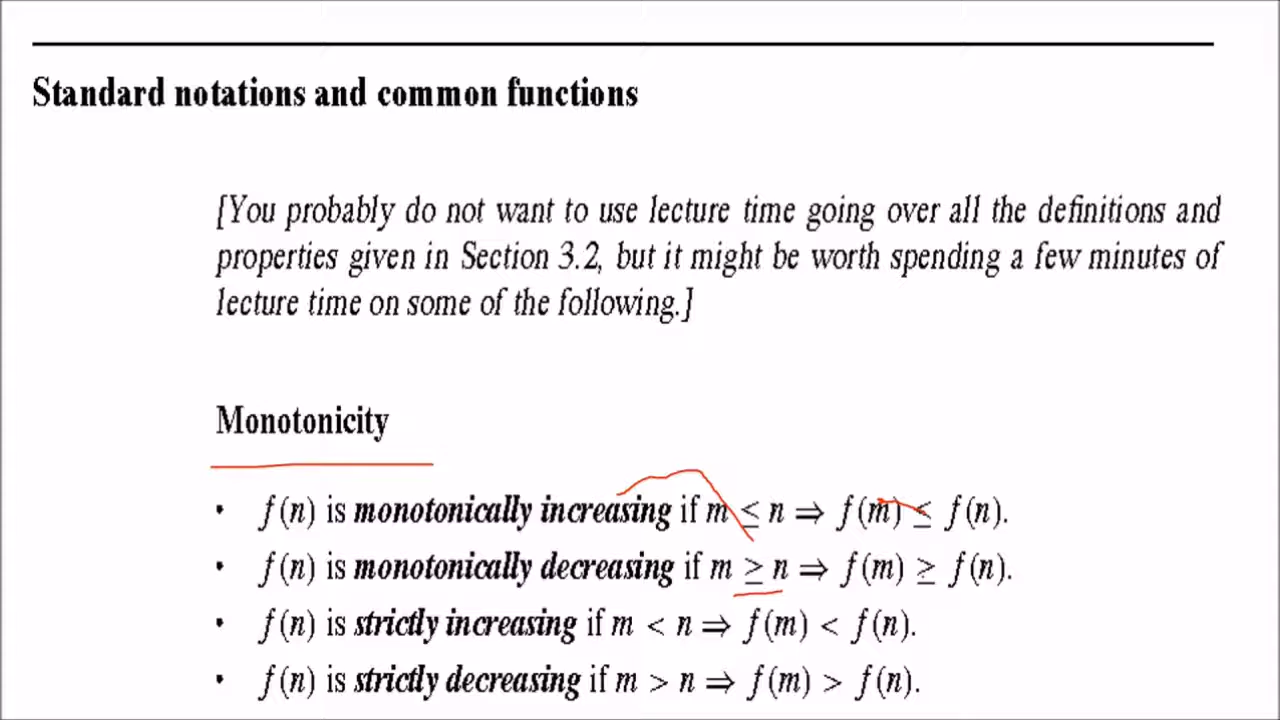 Standard notations and common functions
[You probably do not want to use lecture time going over all the definitions and
properties given in Section 3.2, but it might be worth spending a few minutes of
lecture time on some of the following.]
Monotonicity
• f(n) is monotonically increasing if m ≤ n ⇒ f(m) ≤ f(n).
• f(n) is monotonically decreasing if m ≥ n ⇒ f(m) ≥ f(n).
• f(n) is strictly increasing if m < n ⇒ f(m) < f(n).
• f(n) is strictly decreasing if m > n ⇒ f(m) > f(n).